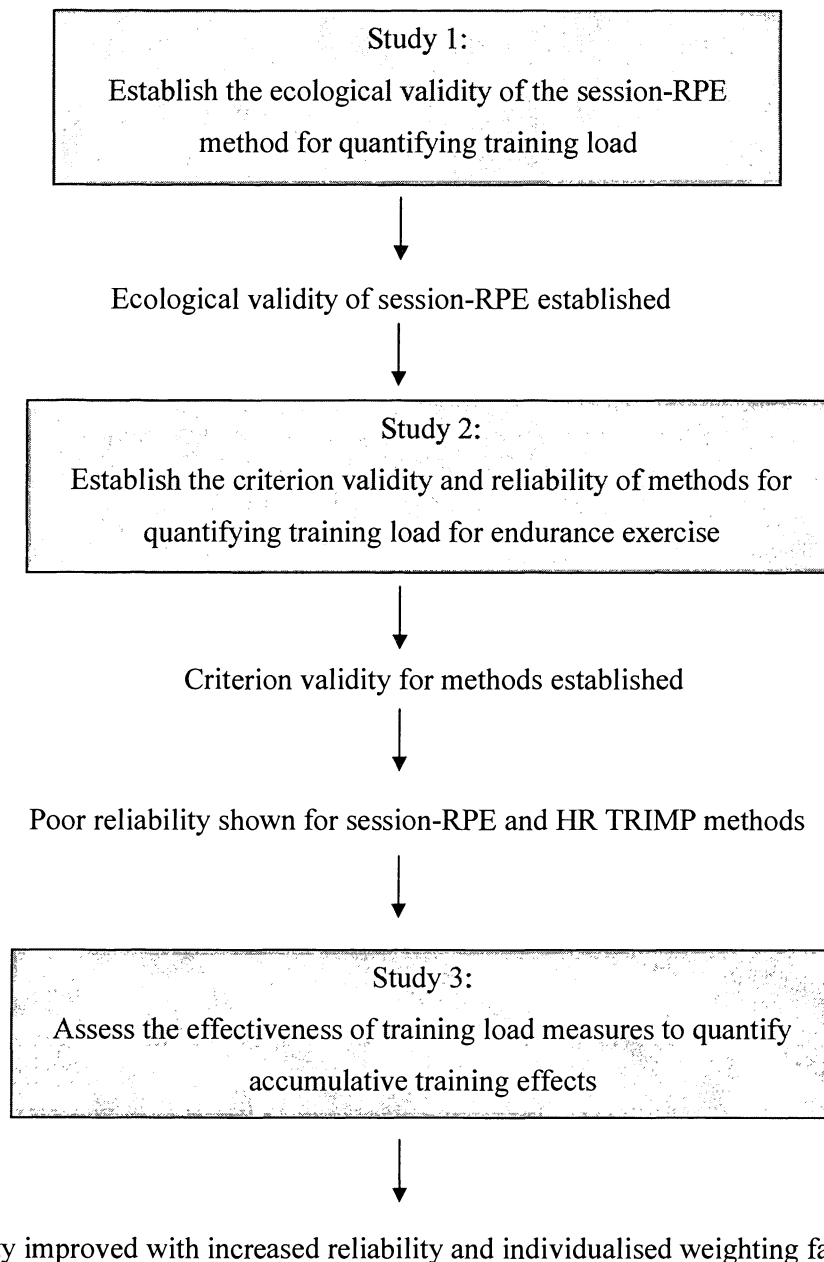 Study 1:
Establish the ecological validity of the session-RPE
method for quantifying training load
Ecological validity of session-RPE established
Study 2:
Establish the criterion validity and reliability of methods for
quantifying training load for endurance exercise
Criterion validity for methods established
Poor reliability shown for session-RPE and HR TRIMP methods
Study 3:
Assess the effectiveness of training load measures to quantify
accumulative training effects
improved with increased reliability and individualised weighting